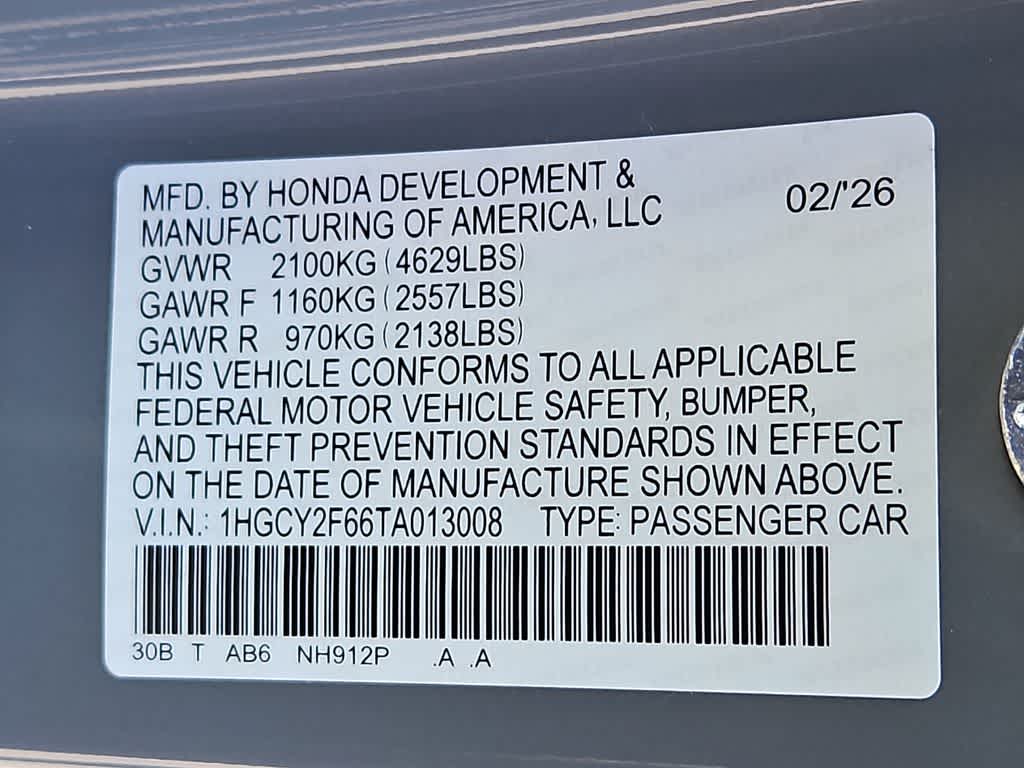 MFD. BY HONDA DEVELOPMENT &
MANUFACTURING OF AMERICA, LLC 02/'26
GVWR 2100KG (4629LBS)
GAWR F 1160KG (2557LBS)
GAWR R 970KG (2138LBS)
THIS VEHICLE CONFORMS TO ALL APPLICABLE
FEDERAL MOTOR VEHICLE SAFETY, BUMPER,
AND THEFT PREVENTION STANDARDS IN EFFECT
ON THE DATE OF MANUFACTURE SHOWN ABOVE.
V.I.N.: 1HGCY2F66TA013008 TYPE: PASSENGER CAR
30B T AB6 NH912P .A .A